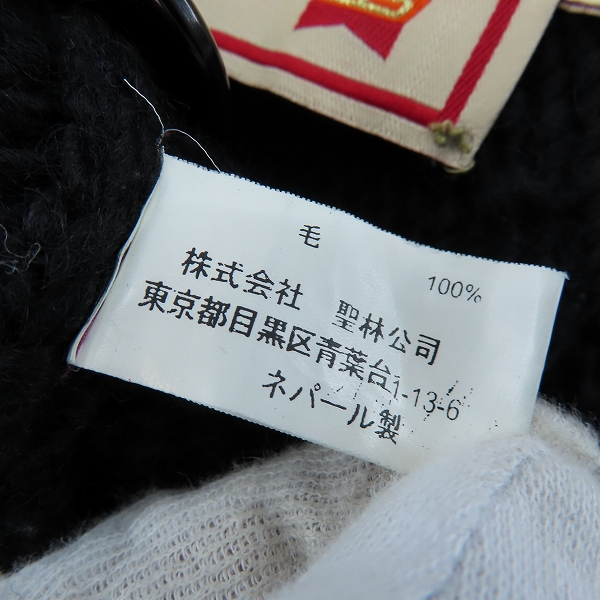 毛 100%
株式会社 聖林公司
東京都目黒区青葉台1-13-6
ネパール製